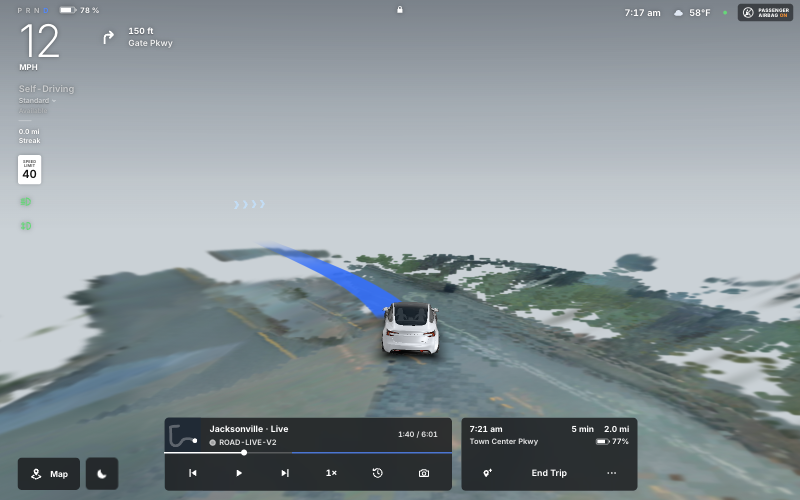 P R N
78 %
7:17 am
58°F
PASSENGER
AIRBAG ON
12
MPH
150 ft
Gate Pkwy
Self-Driving
Standard
0.0 mi
Streak
SPEED
LIMIT
40
Jacksonville · Live
ROAD-LIVE-V2
1:40 / 6:01
1×
7:21 am
5 min
2.0 mi
Town Center Pkwy
77%
End Trip
Map